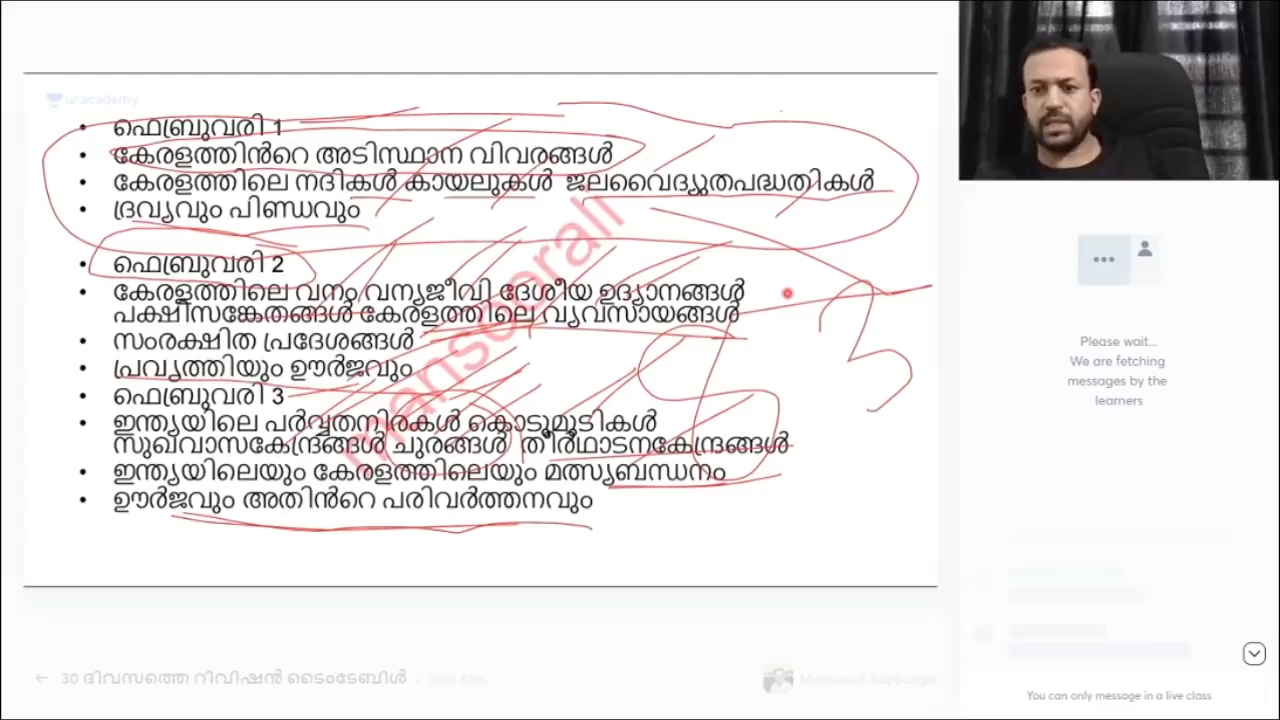 unacademy
ഫെബ്രുവരി 1
കേരളത്തിൻറെ അടിസ്ഥാന വിവരങ്ങൾ
കേരളത്തിലെ നദികൾ കായലുകൾ ജലവൈദ്യുതപദ്ധതികൾ
ദ്രവ്യവും പിണ്ഡവും
ഫെബ്രുവരി 2
കേരളത്തിലെ വനം വന്യജീവി ദേശീയ ഉദ്യാനങ്ങൾ
പക്ഷിസങ്കേതങ്ങൾ കേരളത്തിലെ വ്യവസായങ്ങൾ
സംരക്ഷിത പ്രദേശങ്ങൾ
പ്രവൃത്തിയും ഊർജവും
ഫെബ്രുവരി 3
ഇന്ത്യയിലെ പർവ്വതനിരകൾ കൊടുമുടികൾ
സുഖവാസകേന്ദ്രങ്ങൾ ചുരങ്ങൾ തീർഥാടനകേന്ദ്രങ്ങൾ
ഇന്ത്യയിലെയും കേരളത്തിലെയും മത്സ്യബന്ധനം
ഊർജവും അതിൻറെ പരിവർത്തനവും
mansoorali
3
Please wait...
We are fetching
messages by the
learners
← 30 ദിവസത്തെ റിവിഷൻ ടൈംടേബിൾ
You can only message in a live class